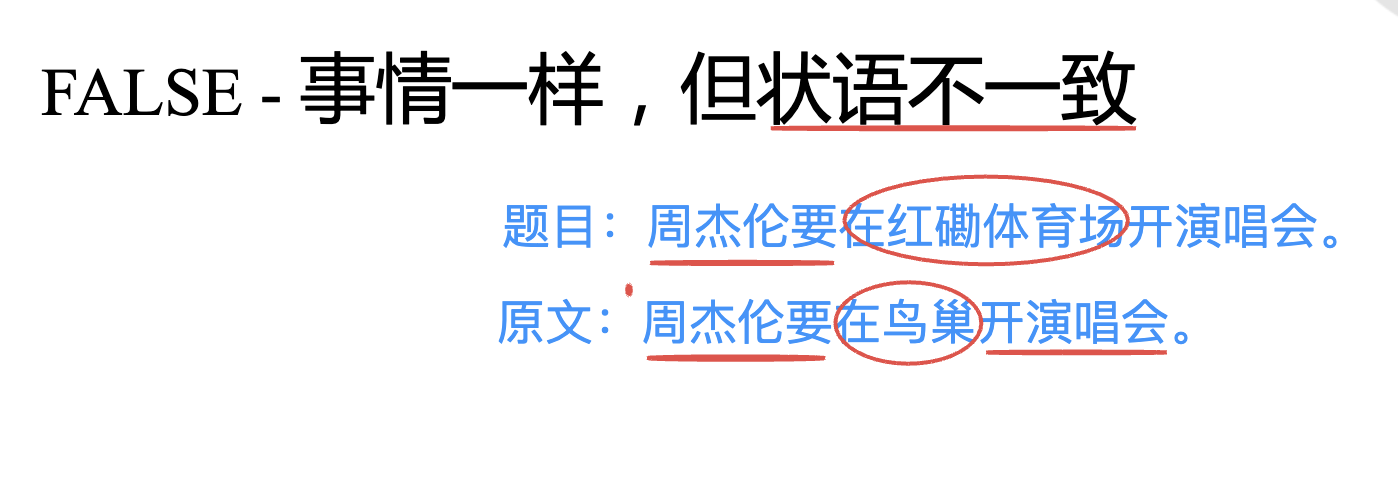 FALSE - 事情一样，但状语不一致
题目：周杰伦要在红磡体育场开演唱会。
原文：周杰伦要在鸟巢开演唱会。